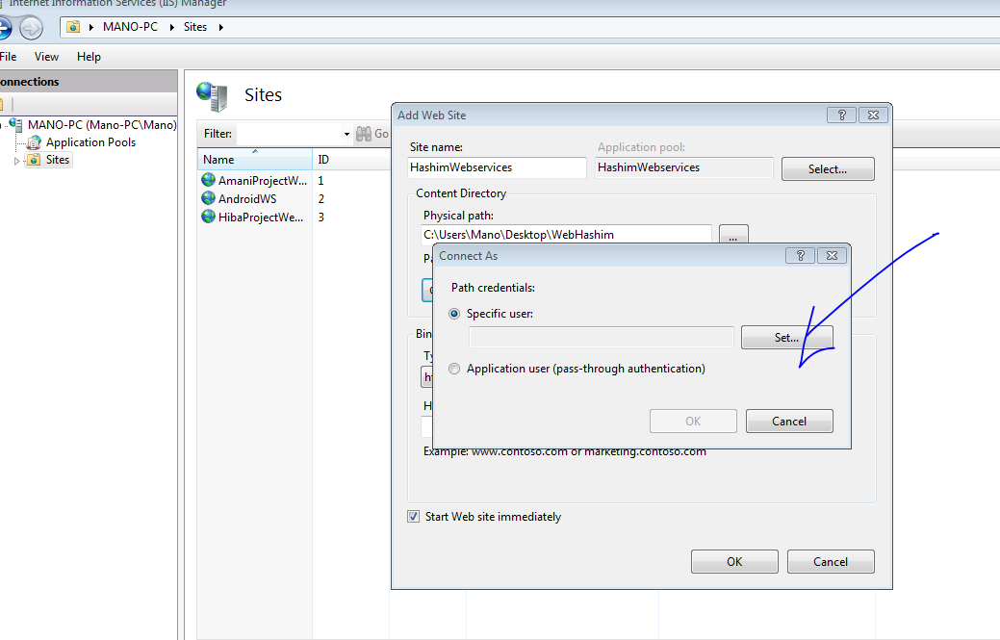 Internet Information Services (IIS) Manager
MANO-PC Sites
File View Help
onnections
MANO-PC (Mano-PC\Mano)
Application Pools
Sites
Sites
Filter: Go
Name ID
AmaniProjectW... 1
AndroidWS 2
HibaProjectWe... 3
Add Web Site
Site name: Application pool:
HashimWebservices HashimWebservices Select...
Content Directory
Physical path:
C:\Users\Mano\Desktop\WebHashim ...
Connect As
Path credentials:
Specific user:
Set...
Application user (pass-through authentication)
OK Cancel
Bin
Ty
H
Example: www.contoso.com or marketing.contoso.com
Start Web site immediately
OK Cancel